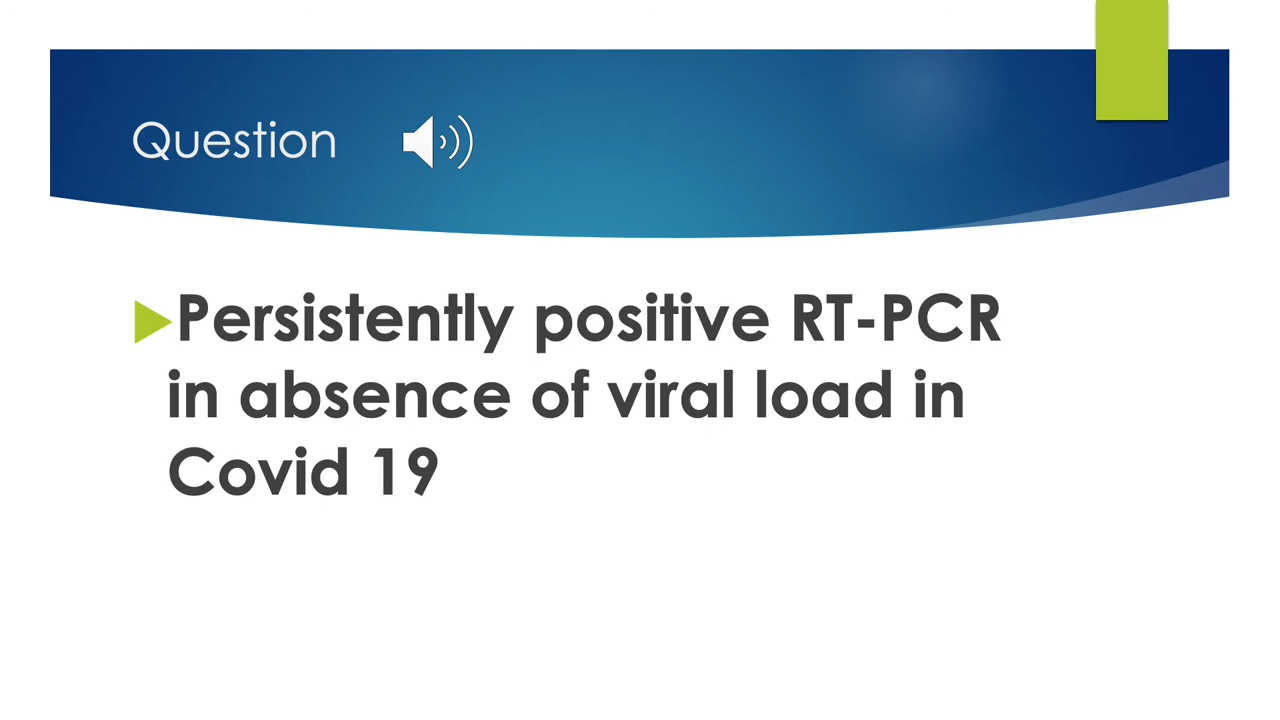 Question
Persistently positive RT-PCR
in absence of viral load in
Covid 19